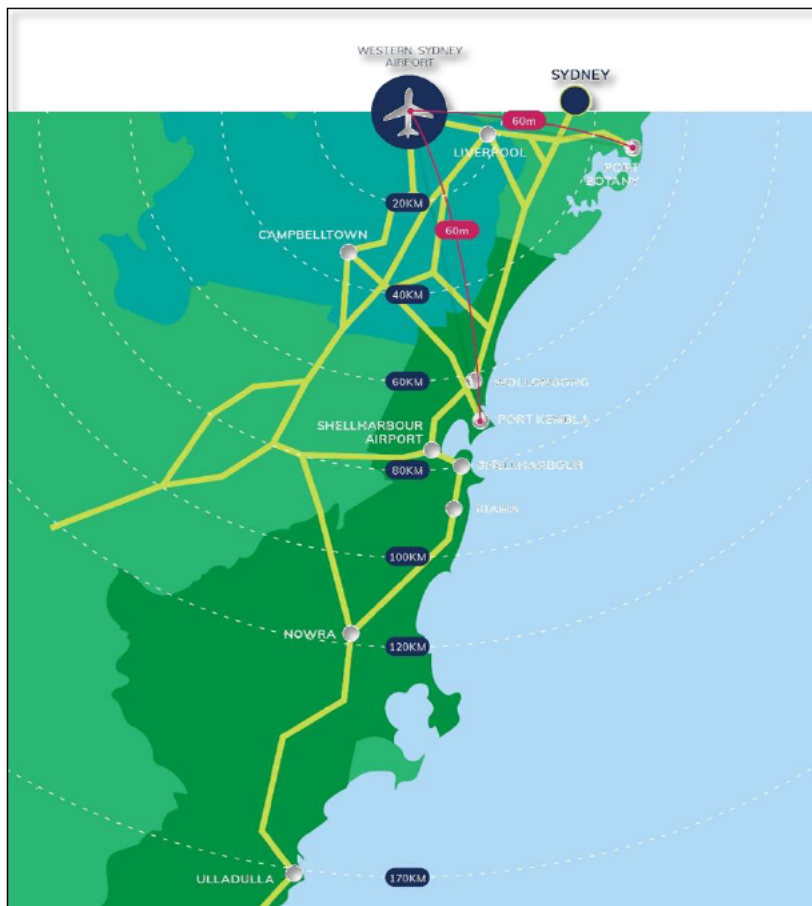 WESTERN SYDNEY
AIRPORT
SYDNEY
60m
LIVERPOOL
PORT
BOTANY
20KM
CAMPBELLTOWN
60m
40KM
60KM
WOLLONGONG
SHELLHARBOUR
AIRPORT
PORT KEMBLA
80KM
SHELLHARBOUR
KIAMA
100KM
NOWRA
120KM
ULLADULLA
170KM